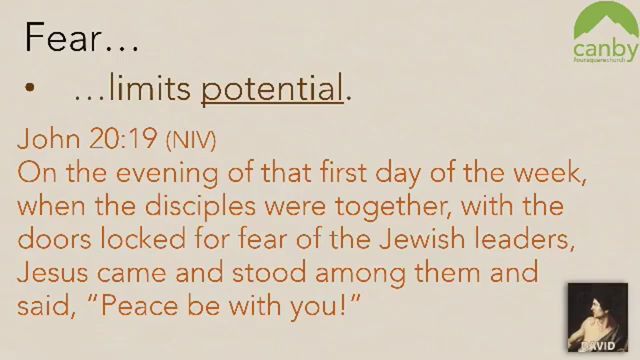 Fear…
• …limits potential.
canby
foursquarechurch
John 20:19 (NIV)
On the evening of that first day of the week,
when the disciples were together, with the
doors locked for fear of the Jewish leaders,
Jesus came and stood among them and
said, “Peace be with you!”
DAVID